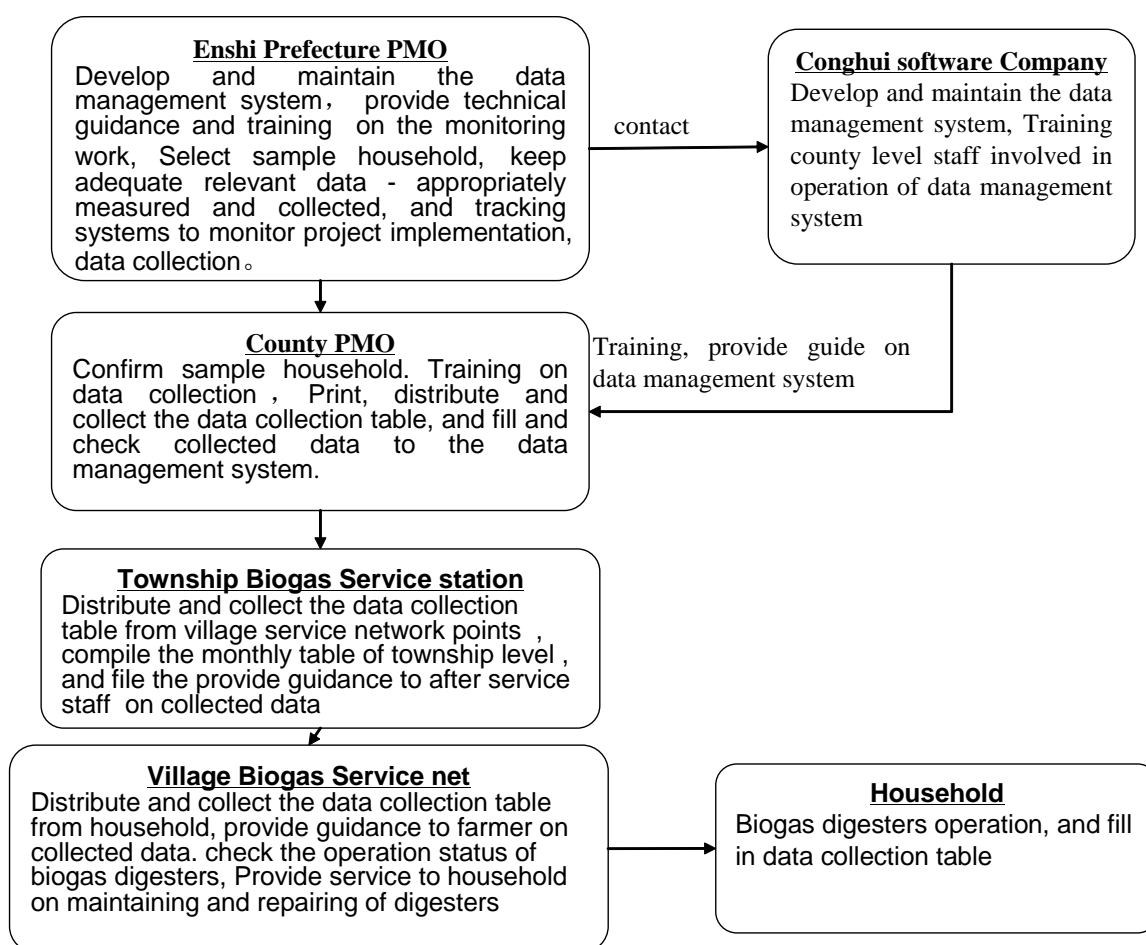 Enshi Prefecture PMO
Develop and maintain the data
management system， provide technical
guidance and training on the monitoring
work, Select sample household, keep
adequate relevant data - appropriately
measured and collected, and tracking
systems to monitor project implementation,
data collection。
contact
Conghui software Company
Develop and maintain the data
management system, Training
county level staff involved in
operation of data management
system
County PMO
Confirm sample household. Training on
data collection ，Print, distribute and
collect the data collection table, and fill and
check collected data to the data
management system.
Training, provide guide on
data management system
Township Biogas Service station
Distribute and collect the data collection
table from village service network points ,
compile the monthly table of township level ,
and file the provide guidance to after service
staff on collected data
Village Biogas Service net
Distribute and collect the data collection table
from household, provide guidance to farmer on
collected data. check the operation status of
biogas digesters, Provide service to household
on maintaining and repairing of digesters
Household
Biogas digesters operation, and fill
in data collection table